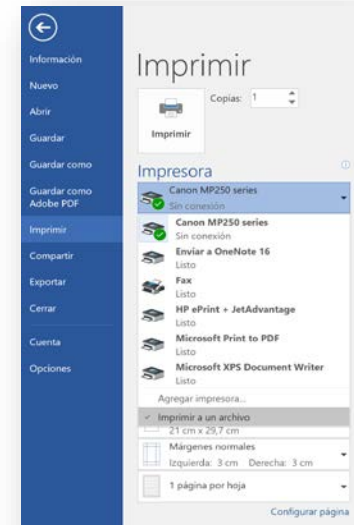 Información
Nuevo
Abrir
Guardar
Guardar como
Guardar como
Adobe PDF
Imprimir
Compartir
Exportar
Cerrar
Cuenta
Opciones
Imprimir
Copias: 1
Imprimir
Impresora
Canon MP250 series
Sin conexión
Canon MP250 series
Sin conexión
Enviar a OneNote 16
Listo
Fax
Listo
HP ePrint + JetAdvantage
Listo
Microsoft Print to PDF
Listo
Microsoft XPS Document Writer
Listo
Agregar impresora...
Imprimir a un archivo
21 cm x 29,7 cm
Márgenes normales
Izquierda: 3 cm Derecha: 3 cm
1 página por hoja
Configurar página